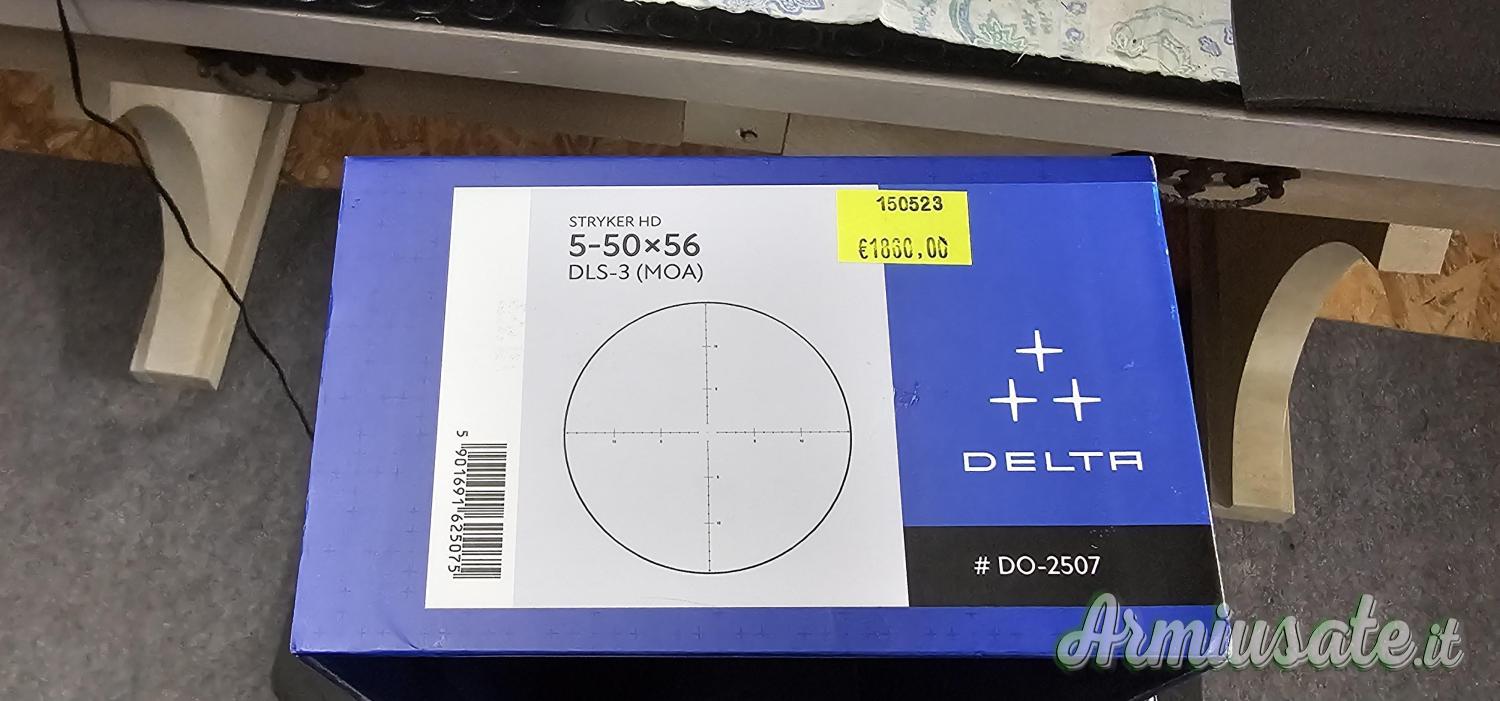 STRYKER HD
5-50×56
DLS-3 (MOA)
150523
€1860,00
DELTA
# DO-2507
5 901691 625075
Armiusate.it